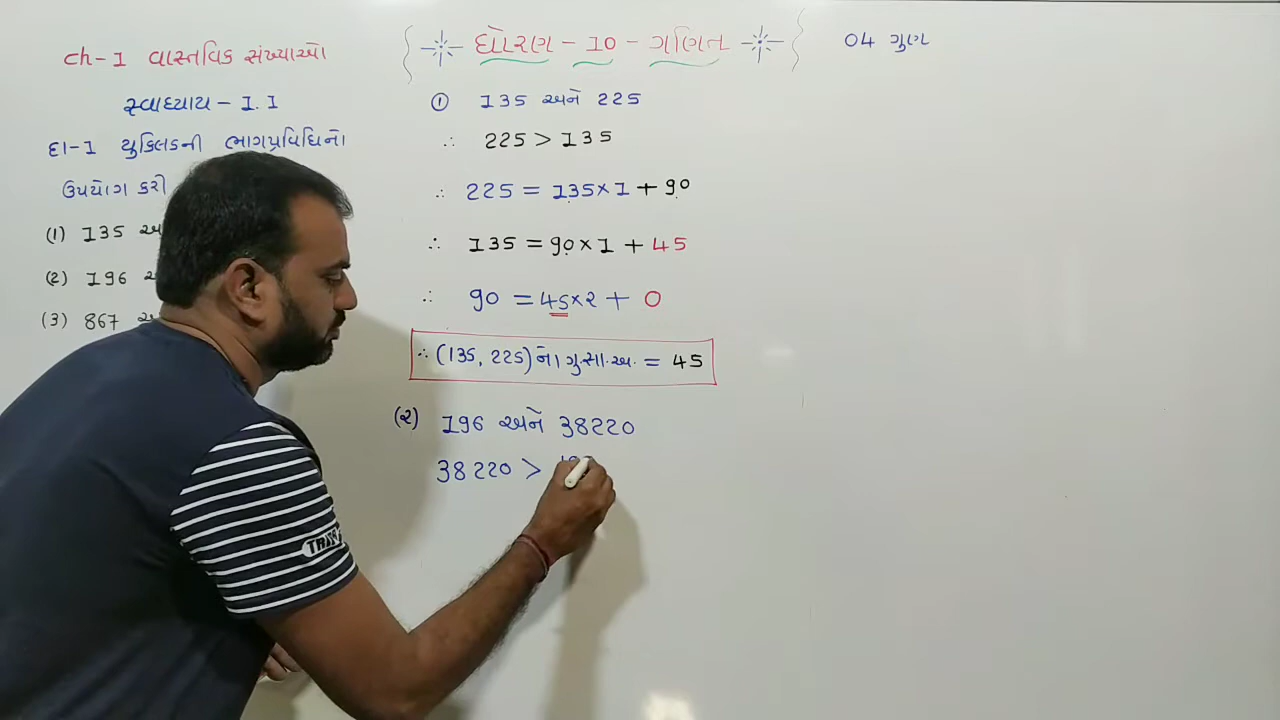 ch-1 વાસ્તવિક સંખ્યાઓ
સ્વાધ્યાય - 1.1
દા-1 યુક્લિડની ભાગપ્રવિધિનો
ઉપયોગ કરી
(1) 135
(2) 196
(3) 867
ધોરણ - 10 - ગણિત
04 ગુણ
① 135 અને 225
∴ 225 > 135
∴ 225 = 135 × 1 + 90
∴ 135 = 90 × 1 + 45
∴ 90 = 45 × 2 + 0
∴ (135, 225) નો ગુ.સા.અ. = 45
(૨) 196 અને 38220
38220 >